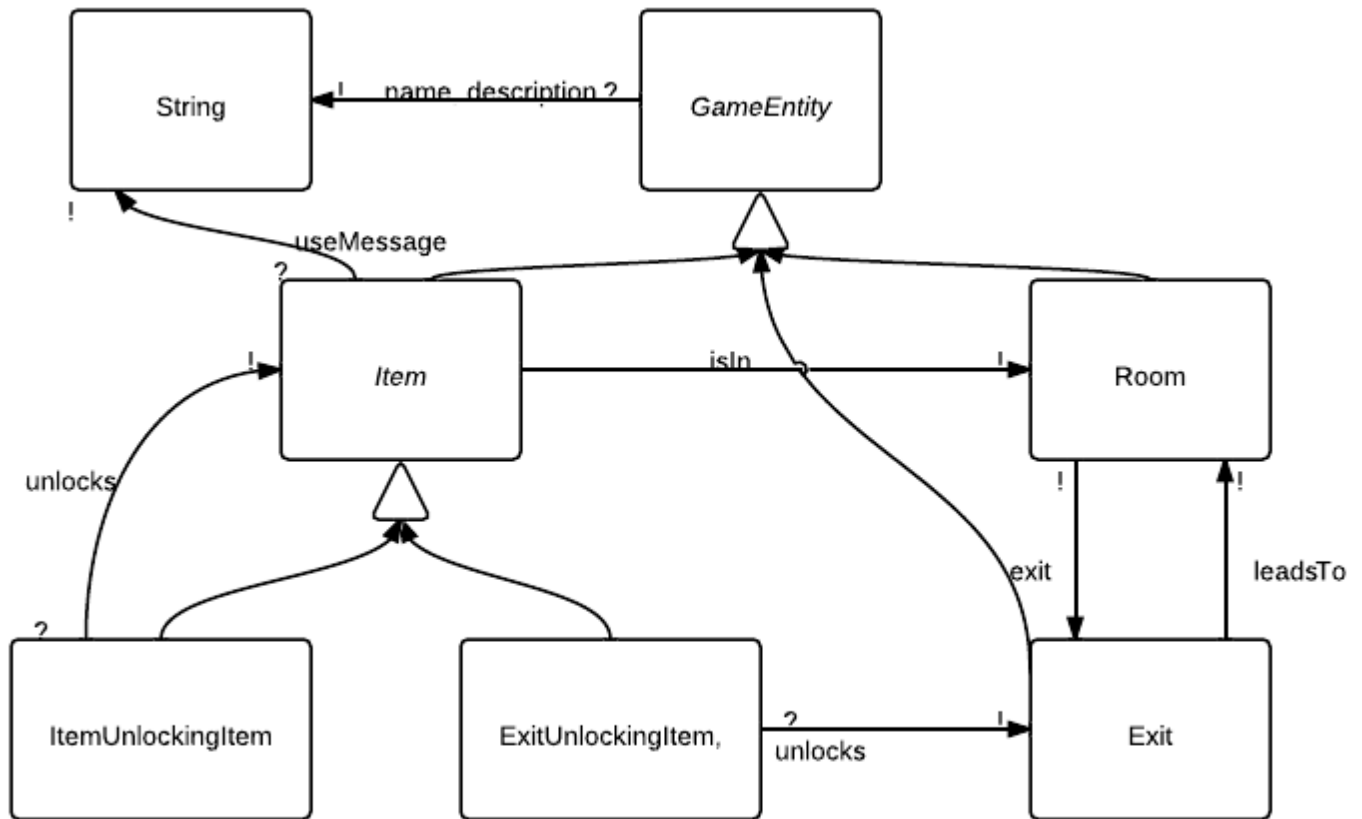 String
! name, description ?
GameEntity
!
useMessage
?
! Item
isIn !
Room
unlocks
! !
exit
leadsTo
?
ItemUnlockingItem
ExitUnlockingItem,
? !
unlocks
Exit